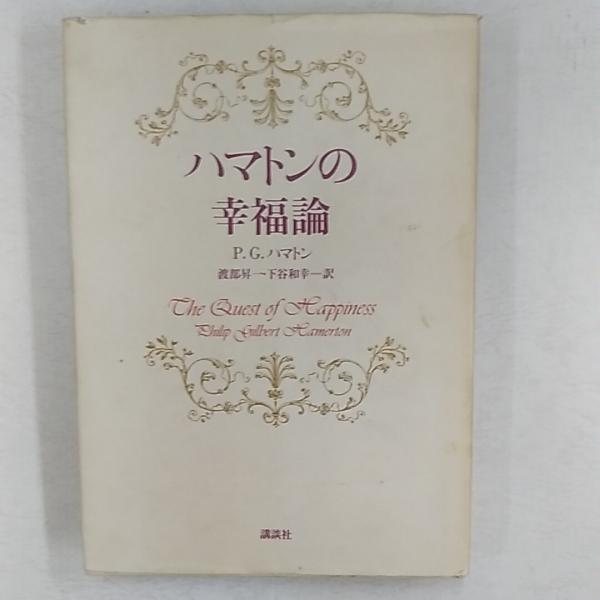 ハマトンの
幸福論
P.G.ハマトン
渡部昇一・下谷和幸─訳
The Quest of Happiness
Philip Gilbert Hamerton
講談社